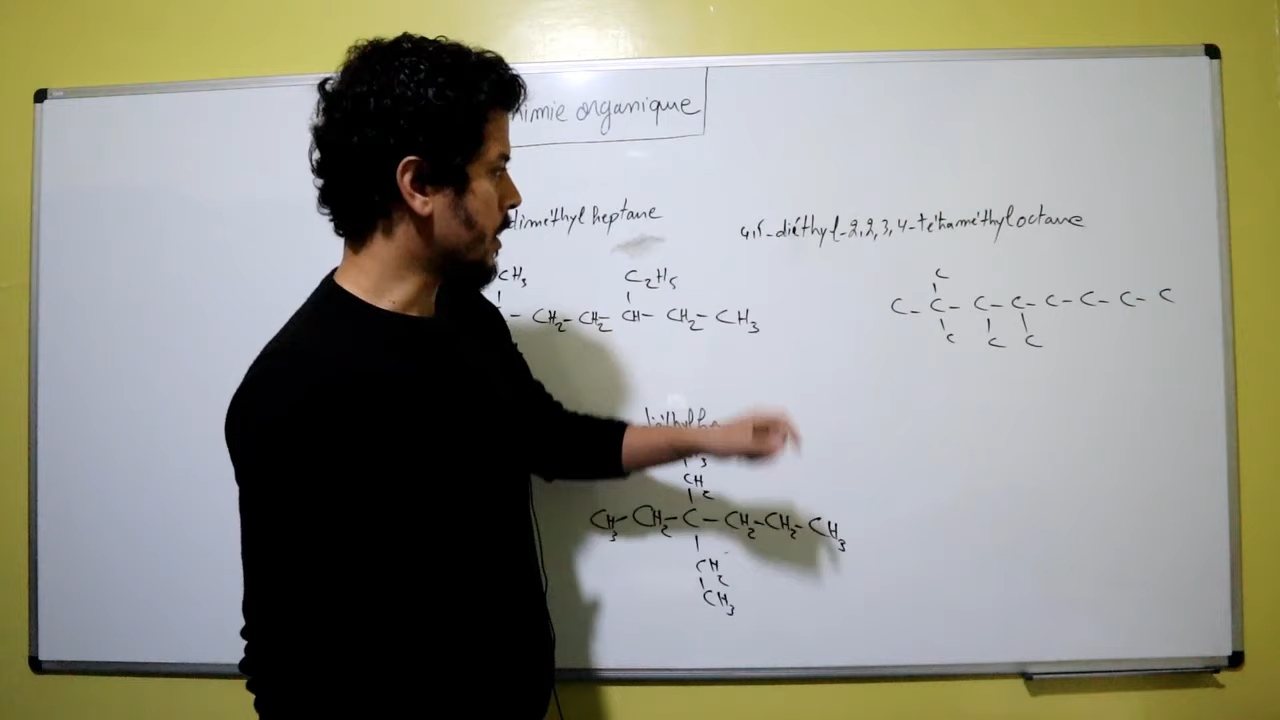 himie organique
diméthyl heptane
4,5-diéthyl-2,2,3,4-tétraméthyloctane
CH3 C2H5
- CH2- CH2 CH- CH2-CH3
C
C- C- C- C- C- C- C- C
C C C
CH2
CH3- CH2- C - CH2-CH2- CH3
CH2
CH3